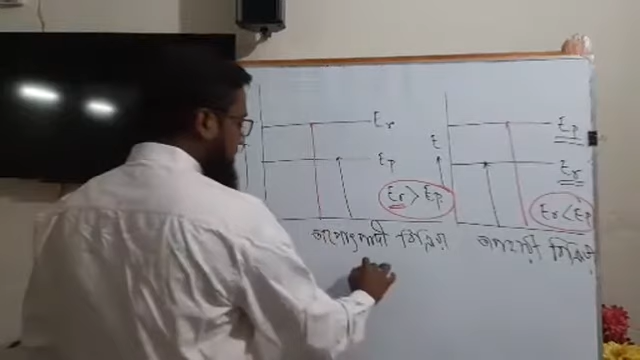 Er
Ep
E
Er > Ep
Ep
Er
Er < Ep
তাপোৎপাদী বিক্রিয়া
তাপহারী বিক্রিয়া